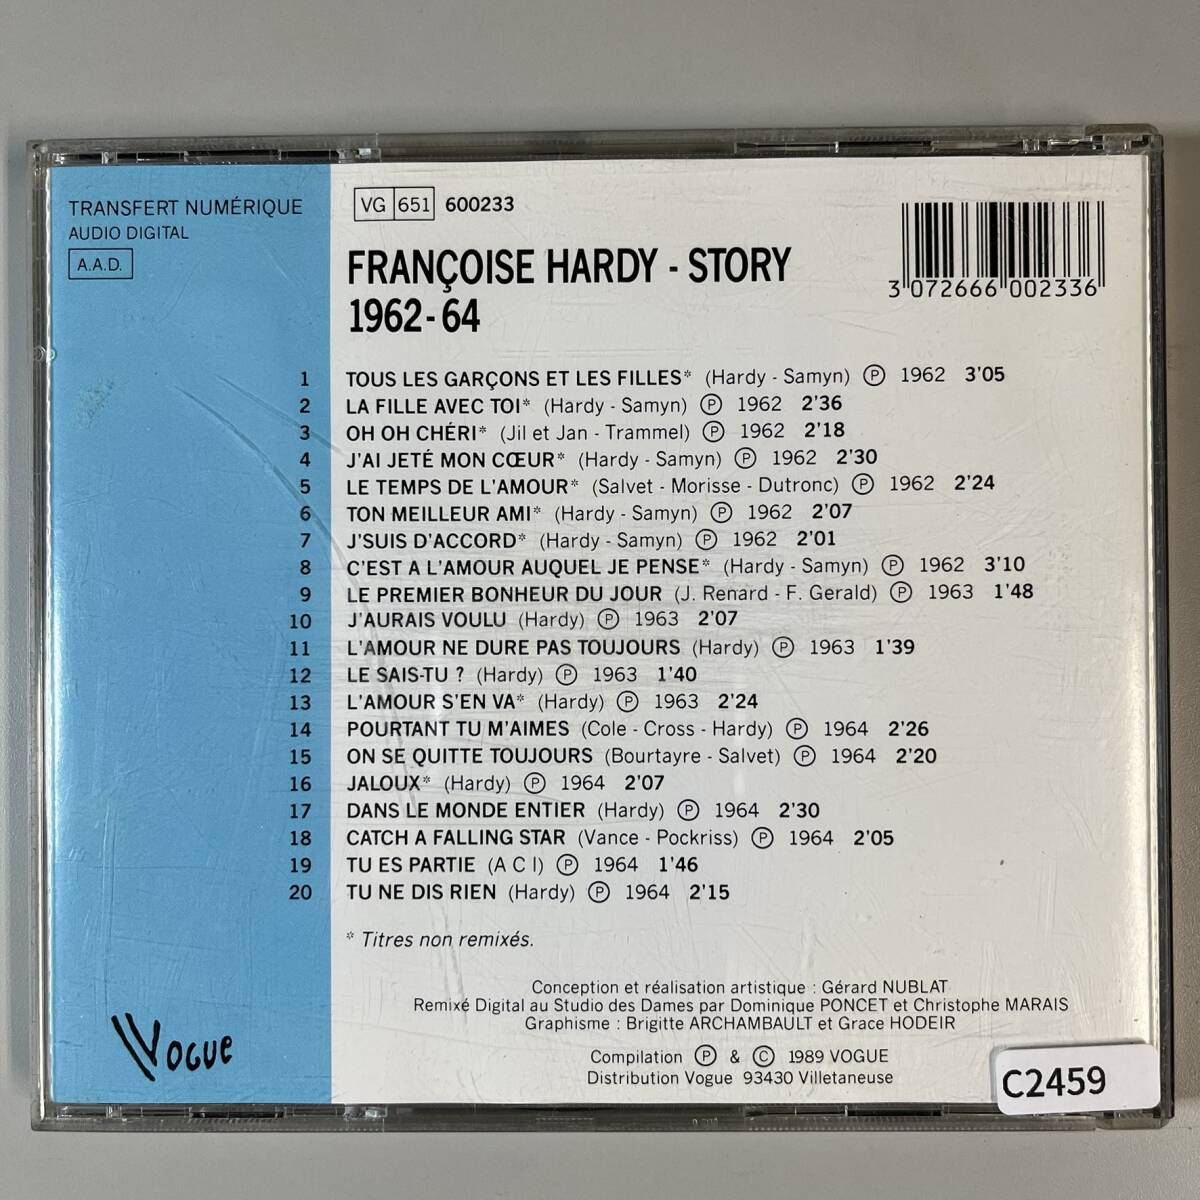 TRANSFERT NUMÉRIQUE
AUDIO DIGITAL
A.A.D.
VG 651 600233
FRANÇOISE HARDY - STORY
1962-64
3 072666 002336
1 TOUS LES GARÇONS ET LES FILLES* (Hardy - Samyn) Ⓟ 1962 3'05
2 LA FILLE AVEC TOI* (Hardy - Samyn) Ⓟ 1962 2'36
3 OH OH CHÉRI* (Jil et Jan - Trammel) Ⓟ 1962 2'18
4 J'AI JETÉ MON CŒUR* (Hardy - Samyn) Ⓟ 1962 2'30
5 LE TEMPS DE L'AMOUR* (Salvet - Morisse - Dutronc) Ⓟ 1962 2'24
6 TON MEILLEUR AMI* (Hardy - Samyn) Ⓟ 1962 2'07
7 J'SUIS D'ACCORD* (Hardy - Samyn) Ⓟ 1962 2'01
8 C'EST A L'AMOUR AUQUEL JE PENSE* (Hardy - Samyn) Ⓟ 1962 3'10
9 LE PREMIER BONHEUR DU JOUR (J. Renard - F. Gerald) Ⓟ 1963 1'48
10 J'AURAIS VOULU (Hardy) Ⓟ 1963 2'07
11 L'AMOUR NE DURE PAS TOUJOURS (Hardy) Ⓟ 1963 1'39
12 LE SAIS-TU ? (Hardy) Ⓟ 1963 1'40
13 L'AMOUR S'EN VA* (Hardy) Ⓟ 1963 2'24
14 POURTANT TU M'AIMES (Cole - Cross - Hardy) Ⓟ 1964 2'26
15 ON SE QUITTE TOUJOURS (Bourtayre - Salvet) Ⓟ 1964 2'20
16 JALOUX* (Hardy) Ⓟ 1964 2'07
17 DANS LE MONDE ENTIER (Hardy) Ⓟ 1964 2'30
18 CATCH A FALLING STAR (Vance - Pockriss) Ⓟ 1964 2'05
19 TU ES PARTIE (A C I) Ⓟ 1964 1'46
20 TU NE DIS RIEN (Hardy) Ⓟ 1964 2'15
* Titres non remixés.
Conception et réalisation artistique : Gérard NUBLAT
Remixé Digital au Studio des Dames par Dominique PONCET et Christophe MARAIS
Graphisme : Brigitte ARCHAMBAULT et Grace HODEIR
Compilation Ⓟ & © 1989 VOGUE
Distribution Vogue 93430 Villetaneuse
VOGUE
C2459